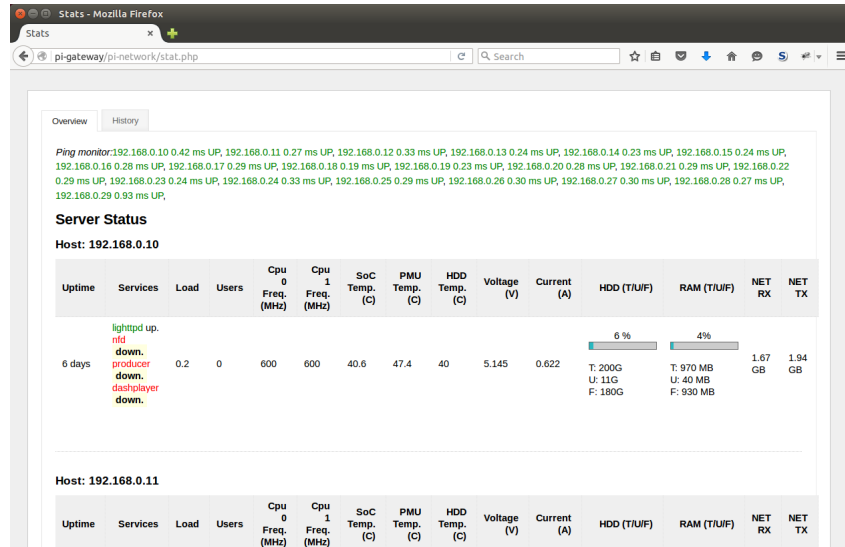 Stats - Mozilla Firefox
Stats
pi-gateway/pi-network/stat.php
Search
Overview
History
Ping monitor:192.168.0.10 0.42 ms UP, 192.168.0.11 0.27 ms UP, 192.168.0.12 0.33 ms UP, 192.168.0.13 0.24 ms UP, 192.168.0.14 0.23 ms UP, 192.168.0.15 0.24 ms UP,
192.168.0.16 0.28 ms UP, 192.168.0.17 0.29 ms UP, 192.168.0.18 0.19 ms UP, 192.168.0.19 0.23 ms UP, 192.168.0.20 0.28 ms UP, 192.168.0.21 0.29 ms UP, 192.168.0.22
0.29 ms UP, 192.168.0.23 0.24 ms UP, 192.168.0.24 0.33 ms UP, 192.168.0.25 0.29 ms UP, 192.168.0.26 0.30 ms UP, 192.168.0.27 0.30 ms UP, 192.168.0.28 0.27 ms UP,
192.168.0.29 0.93 ms UP,
Server Status
Host: 192.168.0.10
Uptime
Services
Load
Users
Cpu
0
Freq.
(MHz)
Cpu
1
Freq.
(MHz)
SoC
Temp.
(C)
PMU
Temp.
(C)
HDD
Temp.
(C)
Voltage
(V)
Current
(A)
HDD (T/U/F)
RAM (T/U/F)
NET
RX
NET
TX
6 days
lighttpd up.
nfd
down.
producer
down.
dashplayer
down.
0.2
0
600
600
40.6
47.4
40
5.145
0.622
6 %
T: 200G
U: 11G
F: 180G
4%
T: 970 MB
U: 40 MB
F: 930 MB
1.67
GB
1.94
GB
Host: 192.168.0.11
Uptime
Services
Load
Users
Cpu
0
Freq.
(MHz)
Cpu
1
Freq.
(MHz)
SoC
Temp.
(C)
PMU
Temp.
(C)
HDD
Temp.
(C)
Voltage
(V)
Current
(A)
HDD (T/U/F)
RAM (T/U/F)
NET
RX
NET
TX